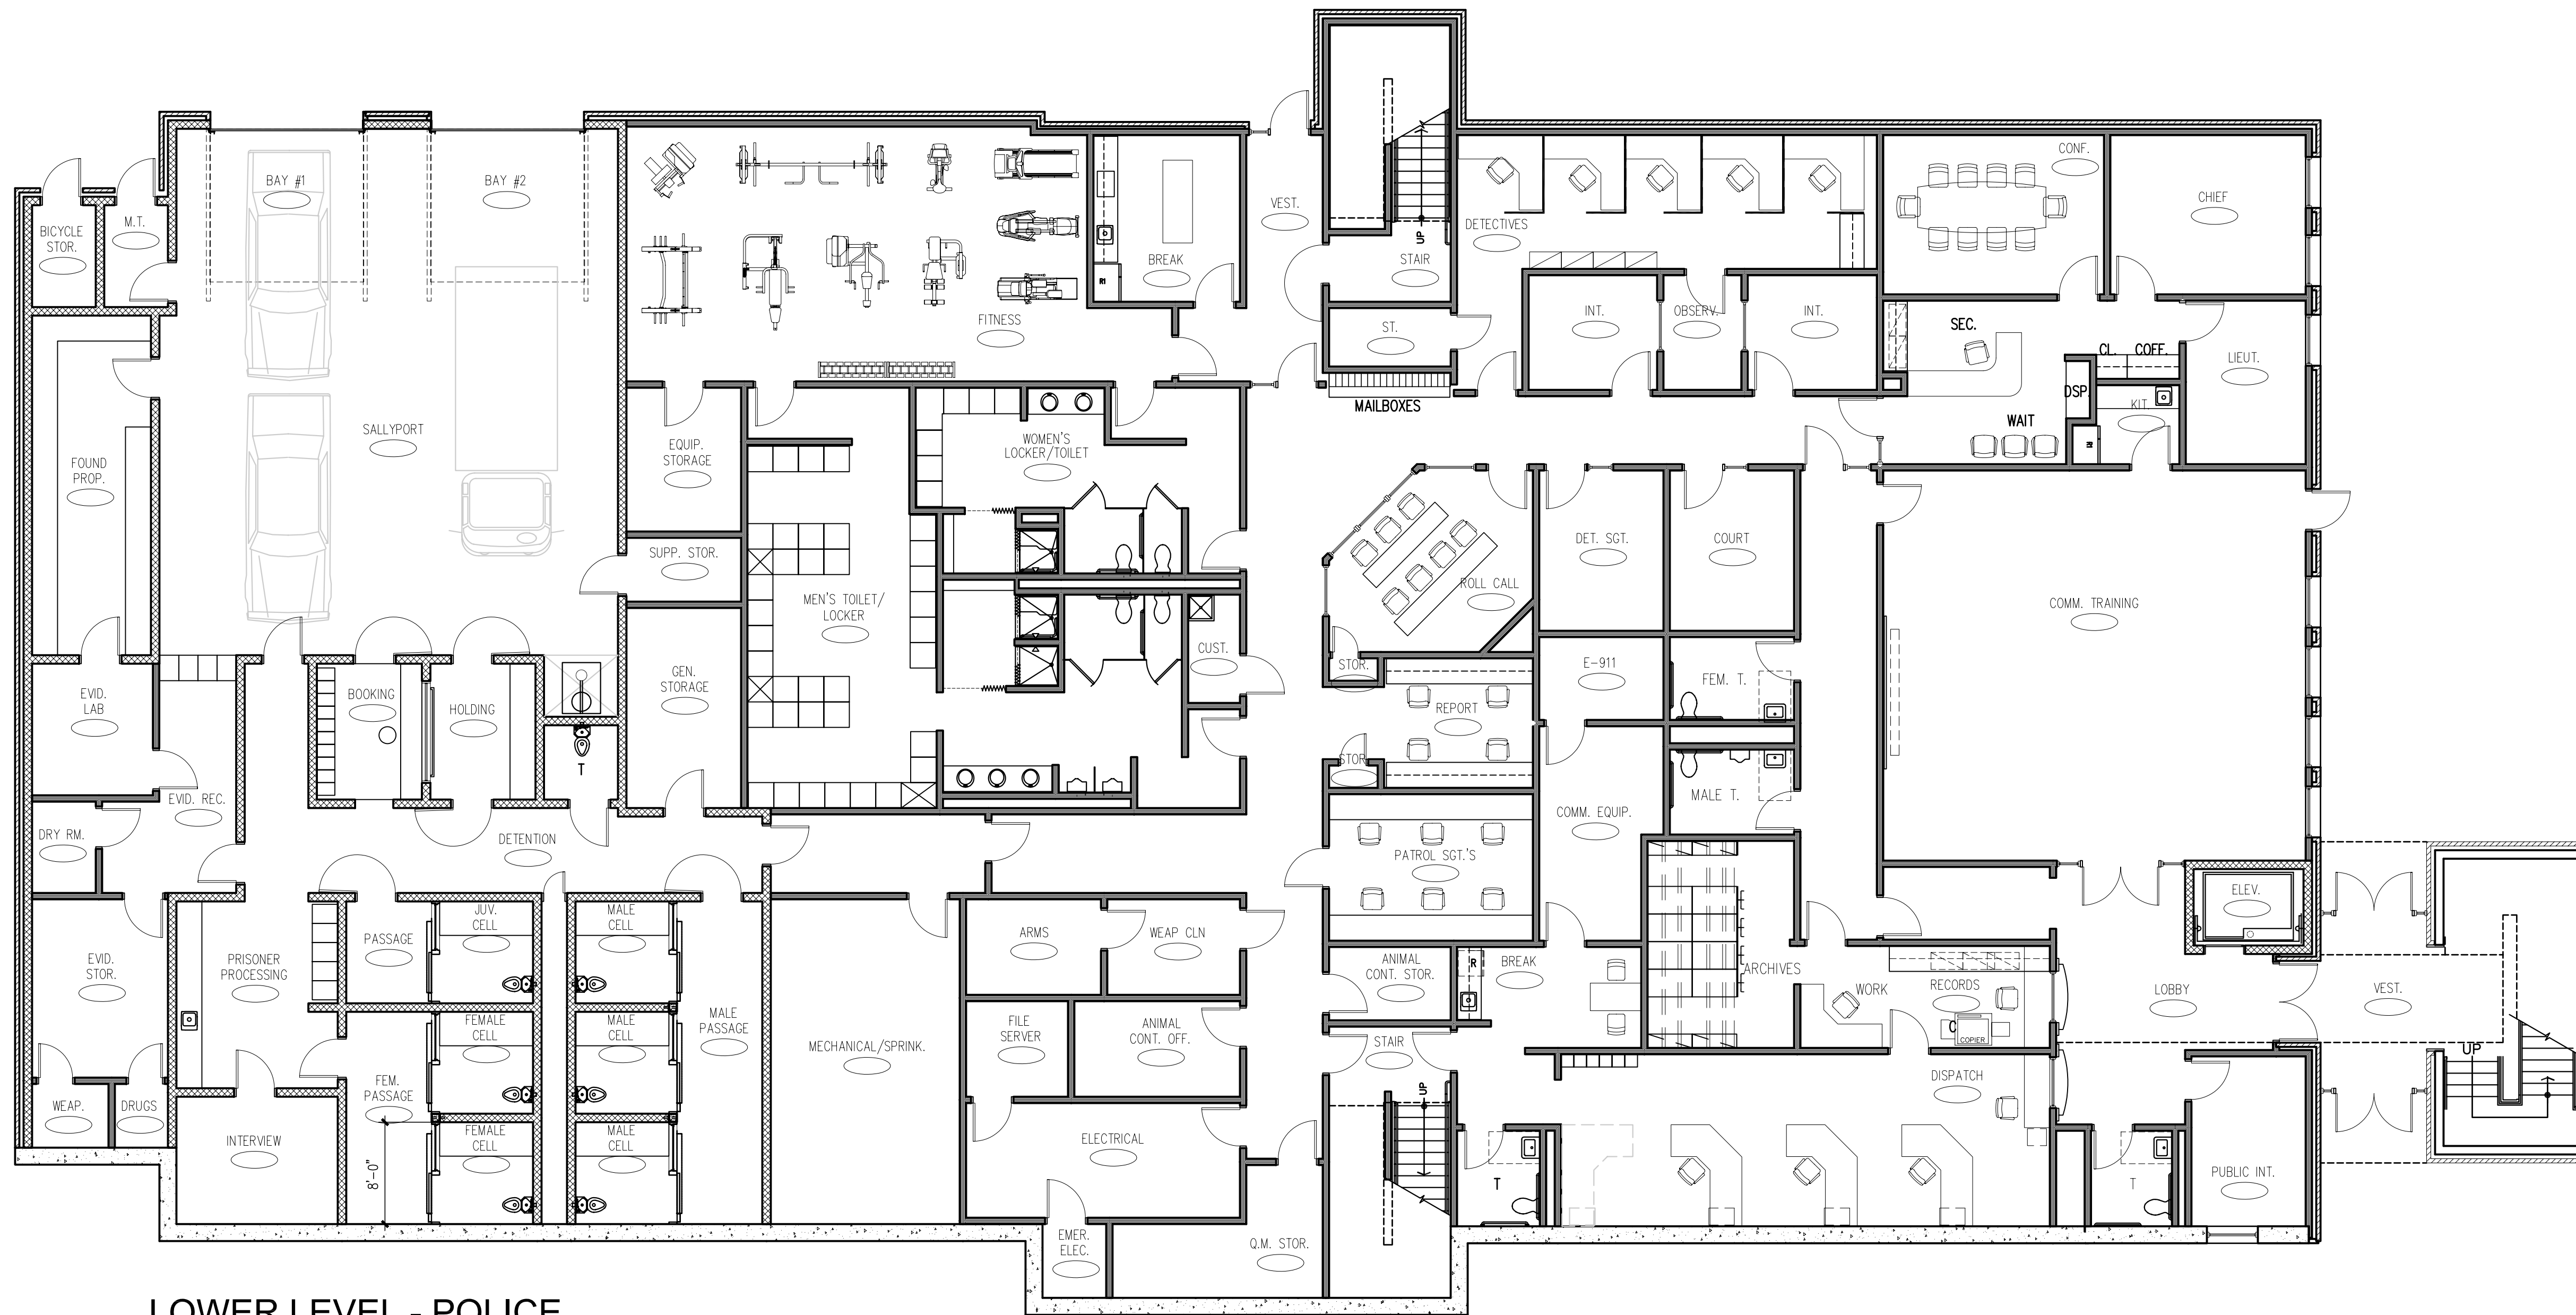 BAY #1
BAY #2
BICYCLE
STOR.
M.T.
SALLYPORT
FOUND
PROP.
FITNESS
BREAK
R1
VEST.
UP
STAIR
ST.
MAILBOXES
DETECTIVES
INT.
OBSERV.
INT.
CONF.
CHIEF
SEC.
CL.
COFF.
LIEUT.
DSP.
KIT.
WAIT
EQUIP.
STORAGE
SUPP. STOR.
WOMEN'S
LOCKER/TOILET
MEN'S TOILET/
LOCKER
GEN.
STORAGE
CUST.
ROLL CALL
DET. SGT.
COURT
COMM. TRAINING
STOR.
REPORT
STOR.
E-911
FEM. T.
MALE T.
COMM. EQUIP.
PATROL SGT.'S
EVID.
LAB
BOOKING
HOLDING
T
EVID. REC.
DRY RM.
DETENTION
EVID.
STOR.
PRISONER
PROCESSING
PASSAGE
JUV.
CELL
MALE
CELL
FEMALE
CELL
MALE
CELL
MALE
PASSAGE
FEM.
PASSAGE
FEMALE
CELL
MALE
CELL
8'-0"
WEAP.
DRUGS
INTERVIEW
MECHANICAL/SPRINK.
ARMS
WEAP CLN
FILE
SERVER
ANIMAL
CONT. OFF.
ELECTRICAL
EMER.
ELEC.
Q.M. STOR.
ANIMAL
CONT. STOR.
R
BREAK
STAIR
UP
ARCHIVES
WORK
RECORDS
C
COPIER
DISPATCH
T
ELEV.
LOBBY
VEST.
UP
T
PUBLIC INT.
LOWER LEVEL - POLICE